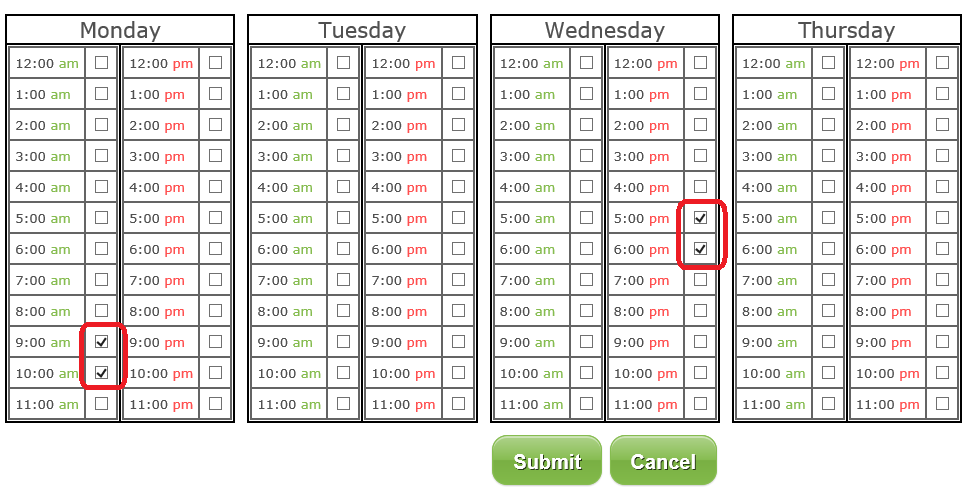 Monday Tuesday Wednesday Thursday
12:00 am 12:00 pm 12:00 am 12:00 pm 12:00 am 12:00 pm 12:00 am 12:00 pm
1:00 am 1:00 pm 1:00 am 1:00 pm 1:00 am 1:00 pm 1:00 am 1:00 pm
2:00 am 2:00 pm 2:00 am 2:00 pm 2:00 am 2:00 pm 2:00 am 2:00 pm
3:00 am 3:00 pm 3:00 am 3:00 pm 3:00 am 3:00 pm 3:00 am 3:00 pm
4:00 am 4:00 pm 4:00 am 4:00 pm 4:00 am 4:00 pm 4:00 am 4:00 pm
5:00 am 5:00 pm 5:00 am 5:00 pm 5:00 am 5:00 pm 5:00 am 5:00 pm
6:00 am 6:00 pm 6:00 am 6:00 pm 6:00 am 6:00 pm 6:00 am 6:00 pm
7:00 am 7:00 pm 7:00 am 7:00 pm 7:00 am 7:00 pm 7:00 am 7:00 pm
8:00 am 8:00 pm 8:00 am 8:00 pm 8:00 am 8:00 pm 8:00 am 8:00 pm
9:00 am 9:00 pm 9:00 am 9:00 pm 9:00 am 9:00 pm 9:00 am 9:00 pm
10:00 am 10:00 pm 10:00 am 10:00 pm 10:00 am 10:00 pm 10:00 am 10:00 pm
11:00 am 11:00 pm 11:00 am 11:00 pm 11:00 am 11:00 pm 11:00 am 11:00 pm
Submit Cancel